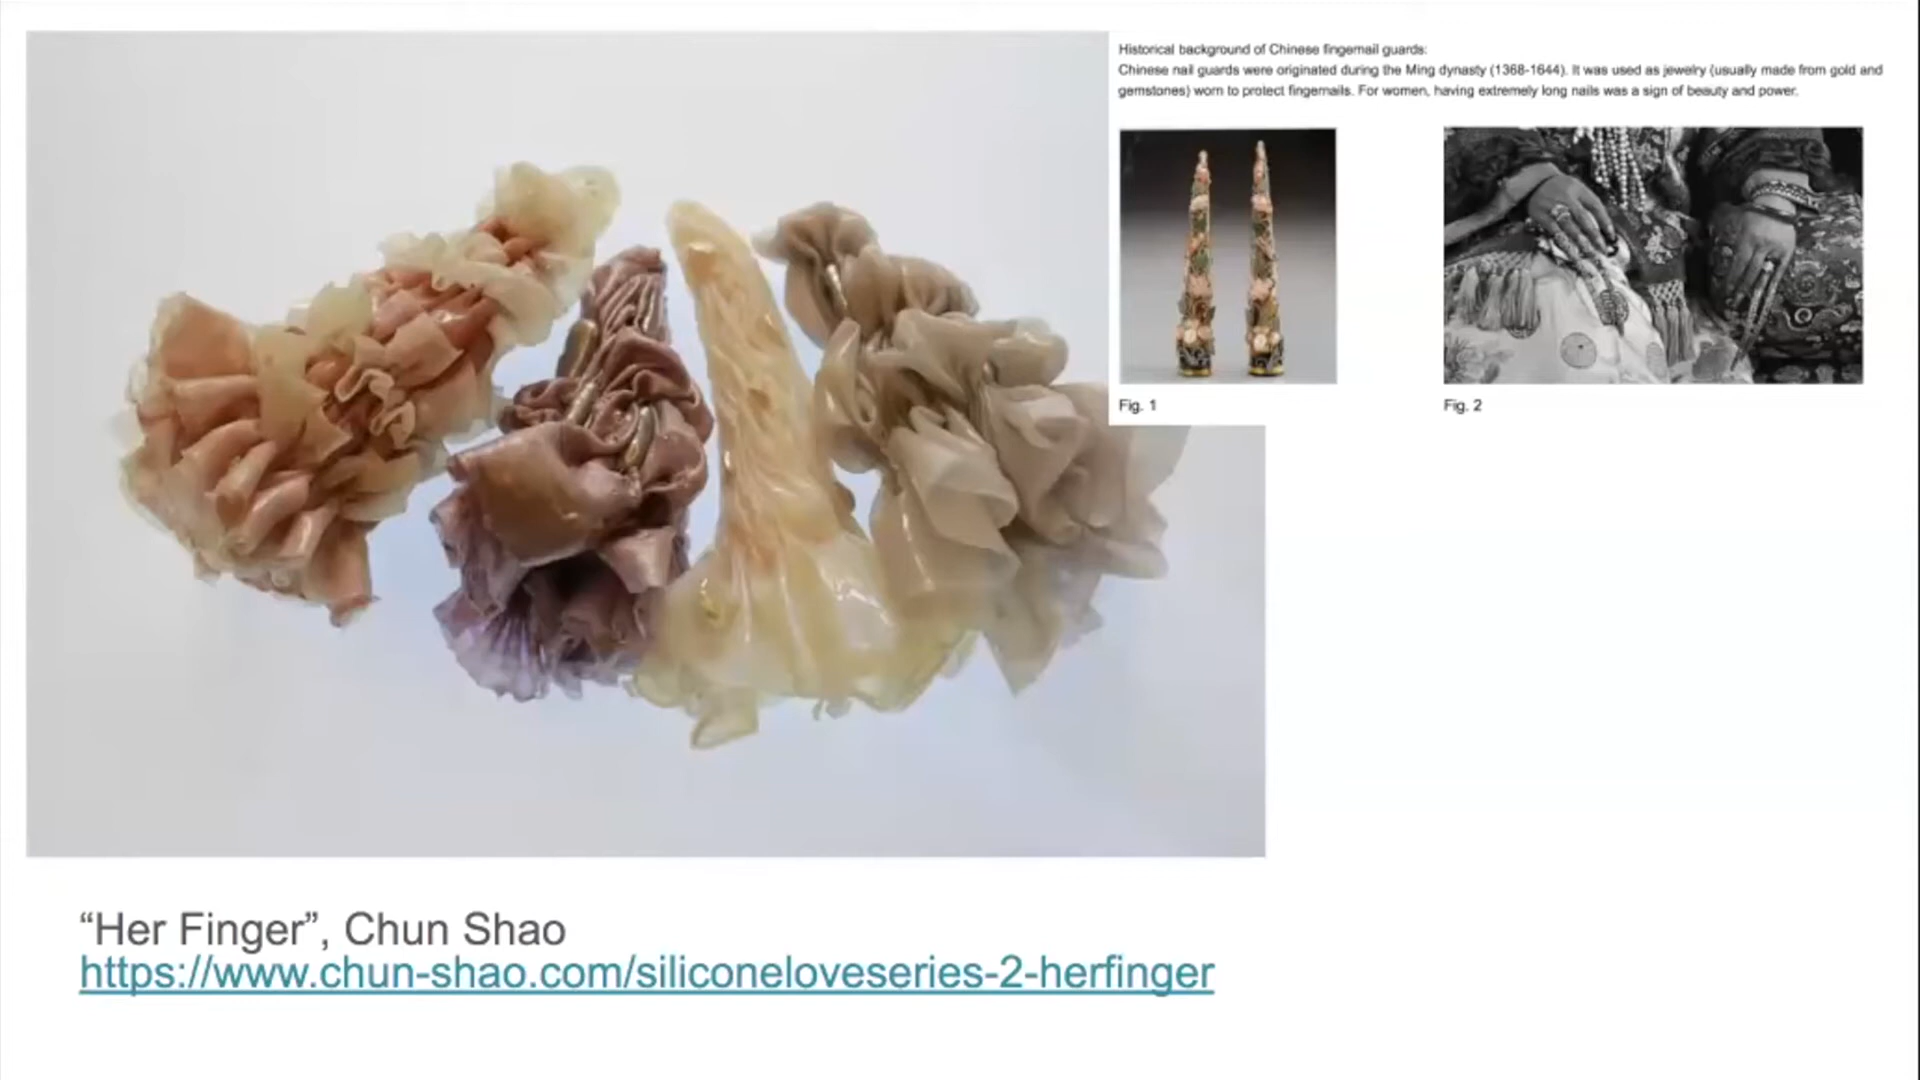 Historical background of Chinese fingernail guards:
Chinese nail guards were originated during the Ming dynasty (1368-1644). It was used as jewelry (usually made from gold and
gemstones) worn to protect fingernails. For women, having extremely long nails was a sign of beauty and power.
Fig. 1
Fig. 2
“Her Finger”, Chun Shao
https://www.chun-shao.com/siliconeloveseries-2-herfinger